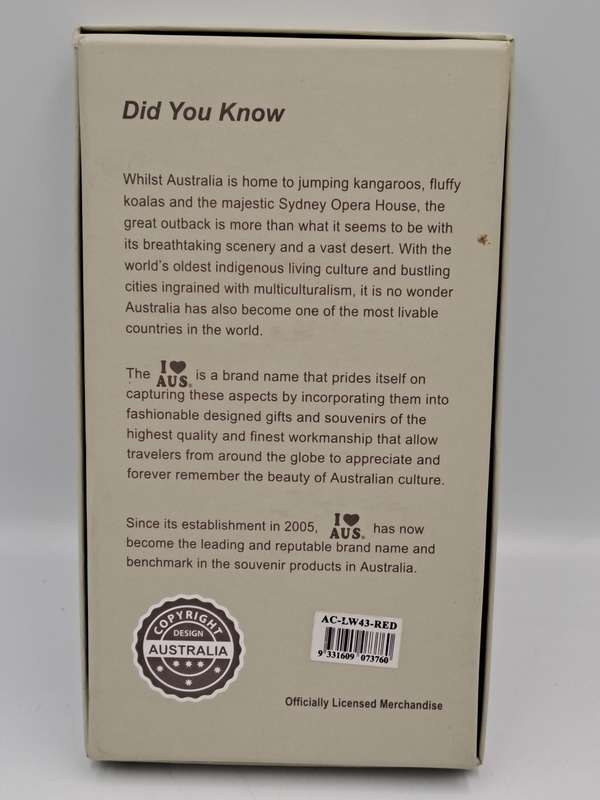 Did You Know
Whilst Australia is home to jumping kangaroos, fluffy
koalas and the majestic Sydney Opera House, the
great outback is more than what it seems to be with
its breathtaking scenery and a vast desert. With the
world's oldest indigenous living culture and bustling
cities ingrained with multiculturalism, it is no wonder
Australia has also become one of the most livable
countries in the world.
The I ♥ AUS® is a brand name that prides itself on
capturing these aspects by incorporating them into
fashionable designed gifts and souvenirs of the
highest quality and finest workmanship that allow
travelers from around the globe to appreciate and
forever remember the beauty of Australian culture.
Since its establishment in 2005, I ♥ AUS® has now
become the leading and reputable brand name and
benchmark in the souvenir products in Australia.
COPYRIGHT
DESIGN
AUSTRALIA
AC-LW43-RED
9 331609 073760
Officially Licensed Merchandise